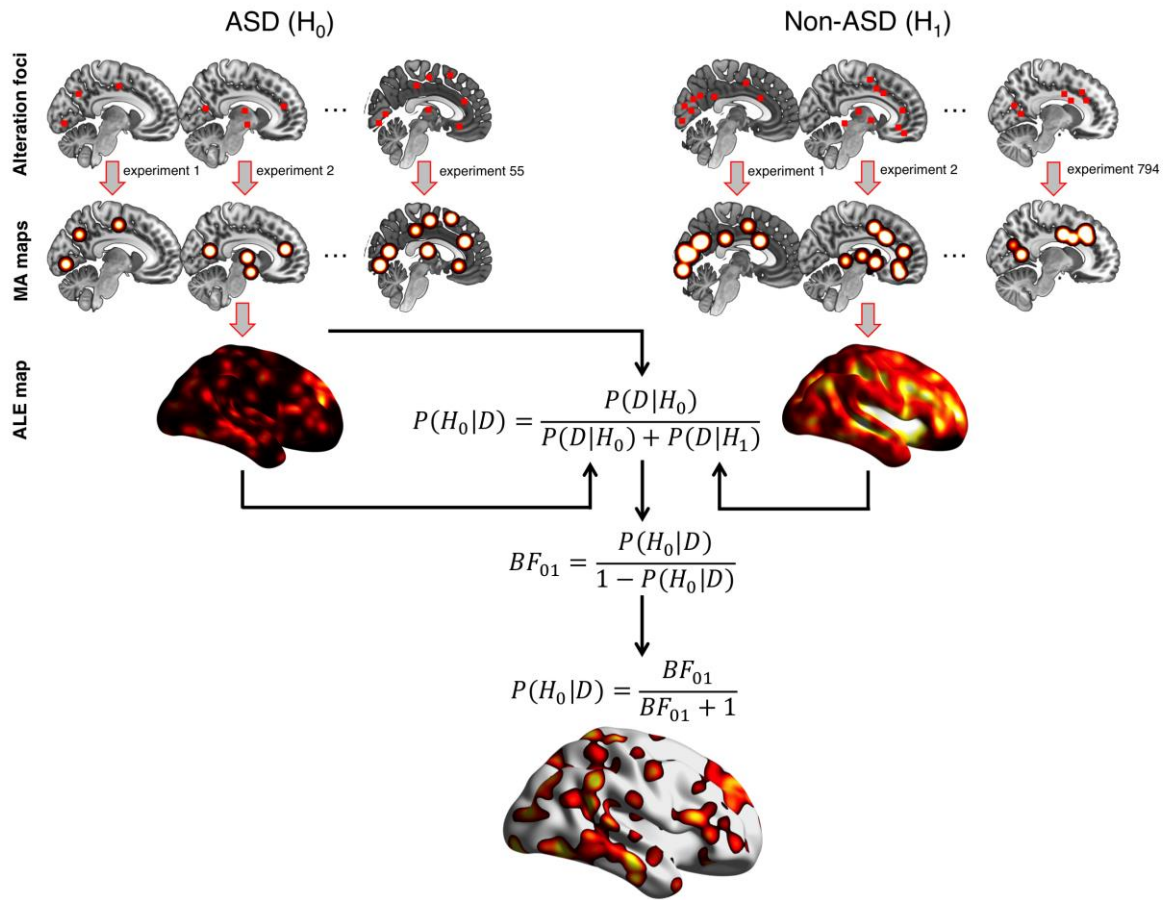 ASD (H₀)
Non-ASD (H₁)
Alteration foci
...
...
experiment 1
experiment 2
experiment 55
experiment 1
experiment 2
experiment 794
MA maps
...
...
ALE map
P(H₀|D) = P(D|H₀) / P(D|H₀) + P(D|H₁)
BF₀₁ = P(H₀|D) / 1 − P(H₀|D)
P(H₀|D) = BF₀₁ / BF₀₁ + 1